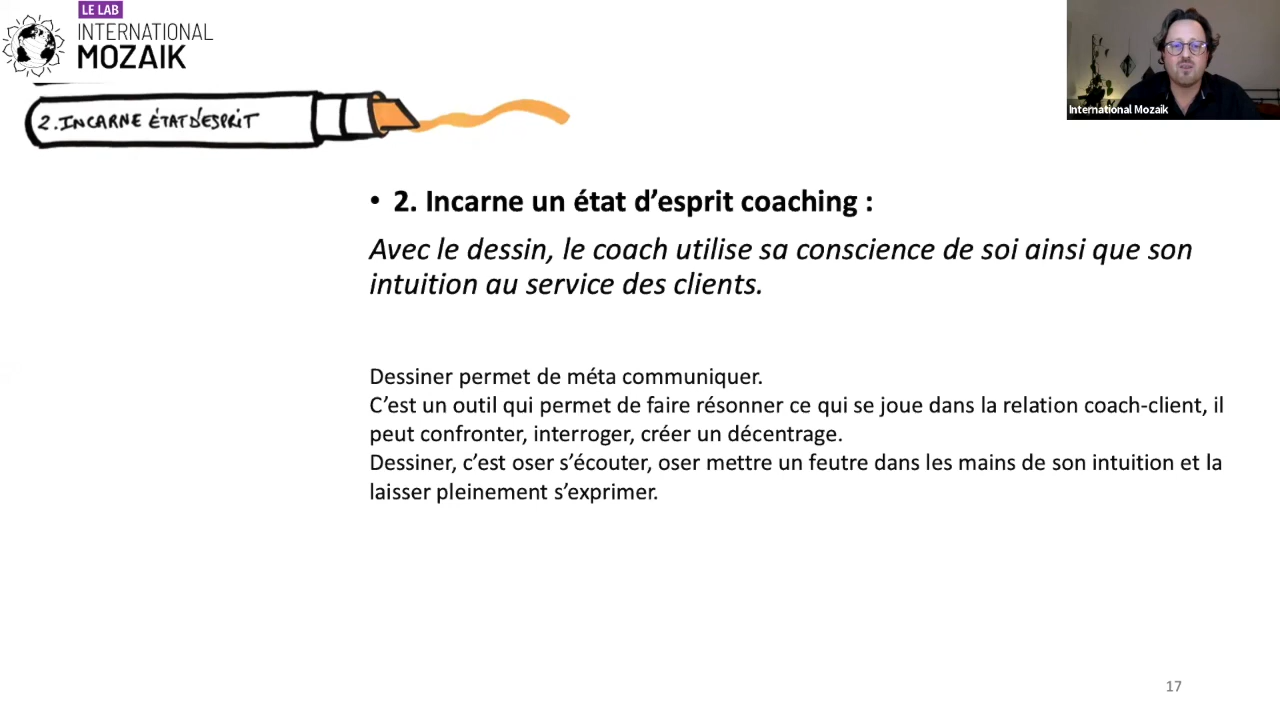 LE LAB
INTERNATIONAL
MOZAIK
International Mozaik
2.INCARNE ÉTAT D'ESPRIT
• 2. Incarne un état d’esprit coaching :
Avec le dessin, le coach utilise sa conscience de soi ainsi que son
intuition au service des clients.
Dessiner permet de méta communiquer.
C’est un outil qui permet de faire résonner ce qui se joue dans la relation coach-client, il
peut confronter, interroger, créer un décentrage.
Dessiner, c’est oser s’écouter, oser mettre un feutre dans les mains de son intuition et la
laisser pleinement s’exprimer.
17